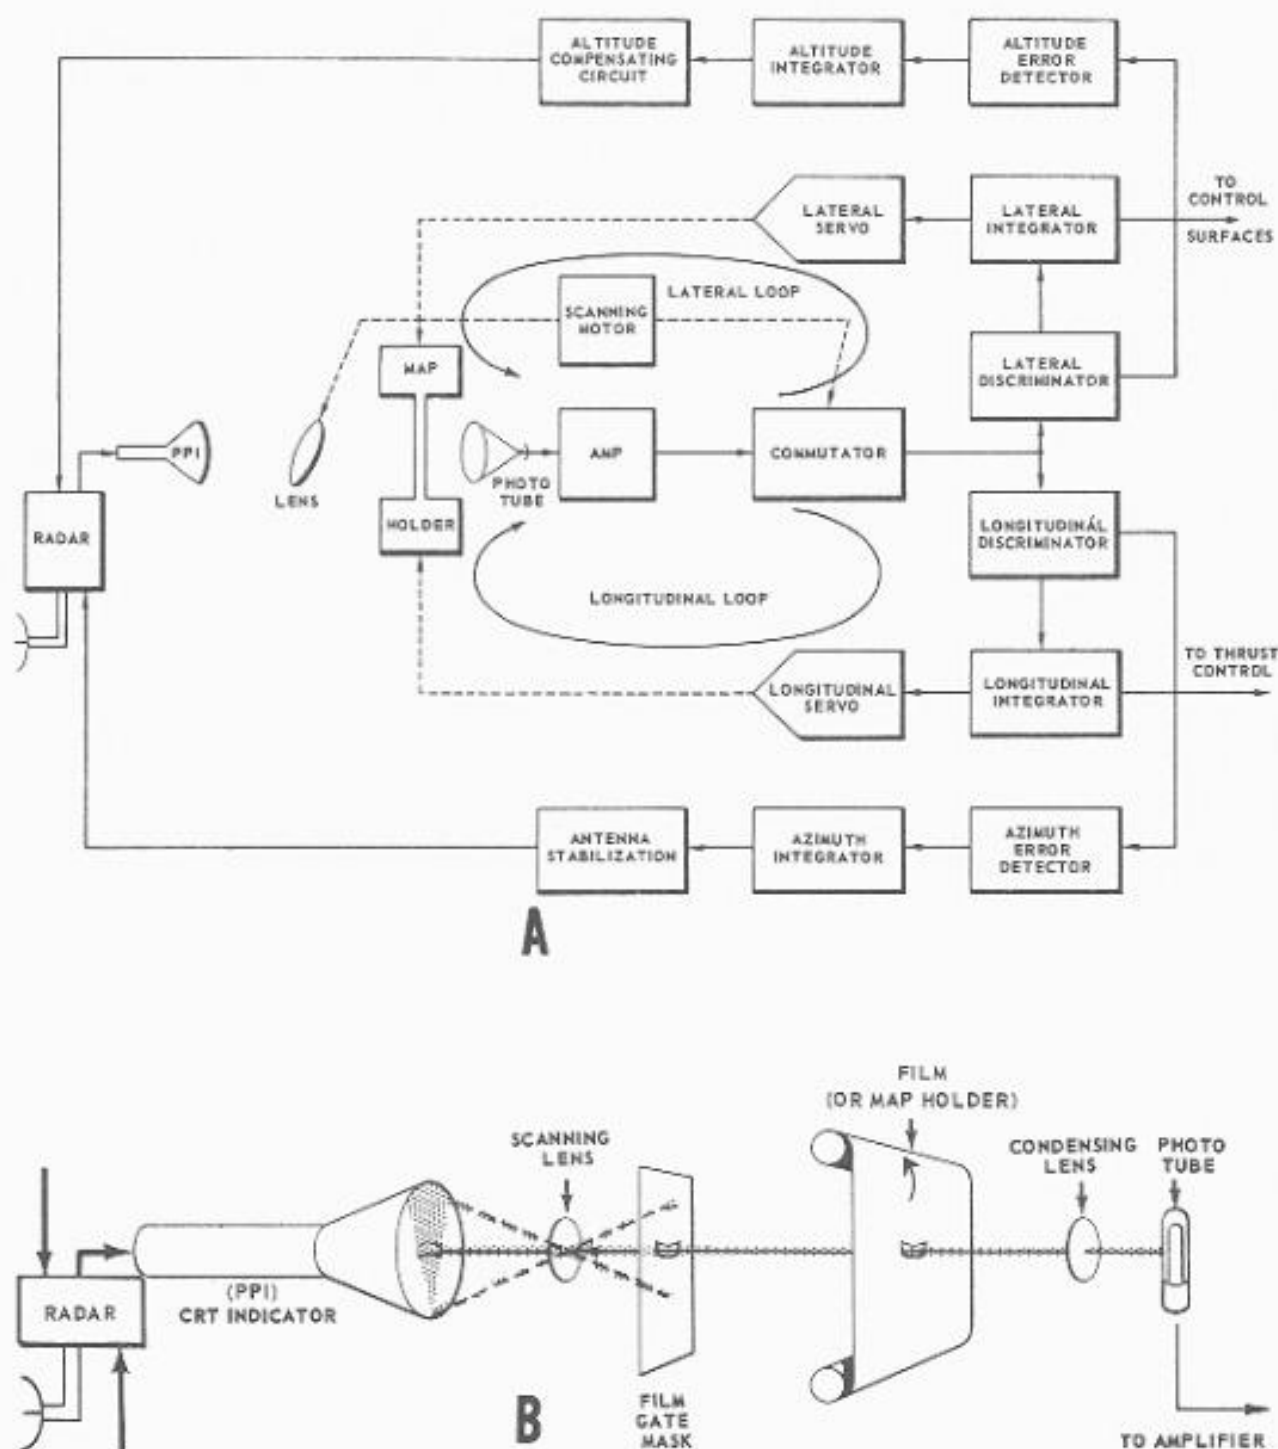 ALTITUDE
COMPENSATING
CIRCUIT
ALTITUDE
INTEGRATOR
ALTITUDE
ERROR
DETECTOR
LATERAL
SERVO
LATERAL
INTEGRATOR
TO
CONTROL
SURFACES
LATERAL LOOP
SCANNING
MOTOR
MAP
LATERAL
DISCRIMINATOR
PPI
LENS
PHOTO
TUBE
AMP
COMMUTATOR
HOLDER
RADAR
LONGITUDINAL
DISCRIMINATOR
LONGITUDINAL LOOP
LONGITUDINAL
SERVO
LONGITUDINAL
INTEGRATOR
TO THRUST
CONTROL
ANTENNA
STABILIZATION
AZIMUTH
INTEGRATOR
AZIMUTH
ERROR
DETECTOR
A
FILM
(OR MAP HOLDER)
SCANNING
LENS
CONDENSING
LENS
PHOTO
TUBE
RADAR
(PPI)
CRT INDICATOR
B
FILM
GATE
MASK
TO AMPLIFIER